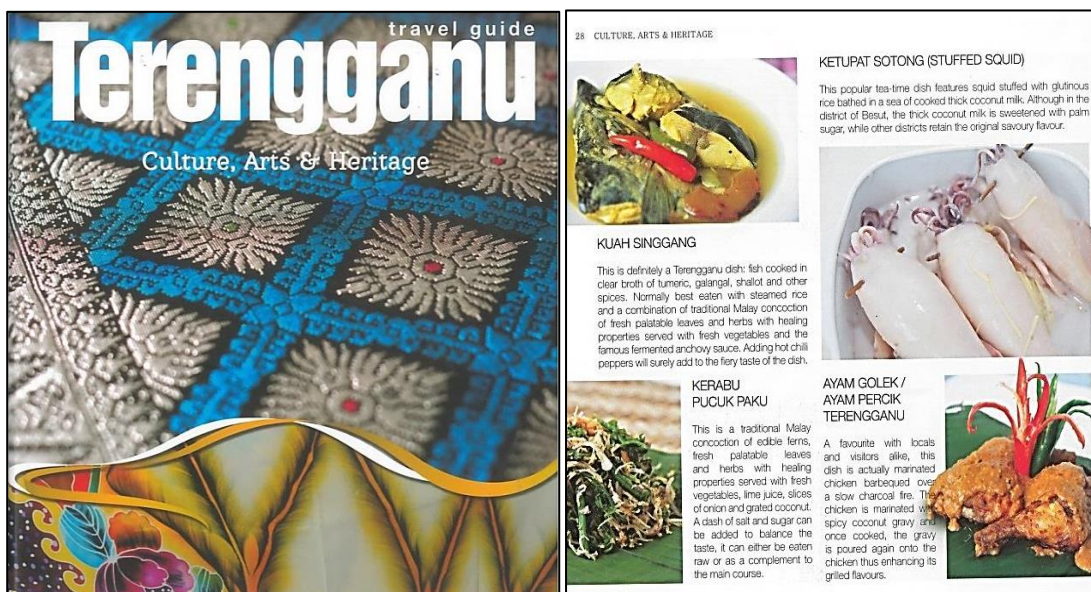 travel guide
Terengganu
Culture, Arts & Heritage
28 CULTURE, ARTS & HERITAGE
KUAH SINGGANG
This is definitely a Terengganu dish: fish cooked in
clear broth of tumeric, galangal, shallot and other
spices. Normally best eaten with steamed rice
and a combination of traditional Malay concoction
of fresh palatable leaves and herbs with healing
properties served with fresh vegetables and the
famous fermented anchovy sauce. Adding hot chilli
peppers will surely add to the fiery taste of the dish.
KETUPAT SOTONG (STUFFED SQUID)
This popular tea-time dish features squid stuffed with glutinous
rice bathed in a sea of cooked thick coconut milk. Although in the
district of Besut, the thick coconut milk is sweetened with palm
sugar, while other districts retain the original savoury flavour.
KERABU
PUCUK PAKU
This is a traditional Malay
concoction of edible ferns,
fresh palatable leaves
and herbs with healing
properties served with fresh
vegetables, lime juice, slices
of onion and grated coconut.
A dash of salt and sugar can
be added to balance the
taste, it can either be eaten
raw or as a complement to
the main course.
AYAM GOLEK /
AYAM PERCIK
TERENGGANU
A favourite with locals
and visitors alike, this
dish is actually marinated
chicken barbequed over
a slow charcoal fire. The
chicken is marinated with
spicy coconut gravy and
once cooked, the gravy
is poured again onto the
chicken thus enhancing its
grilled flavours.